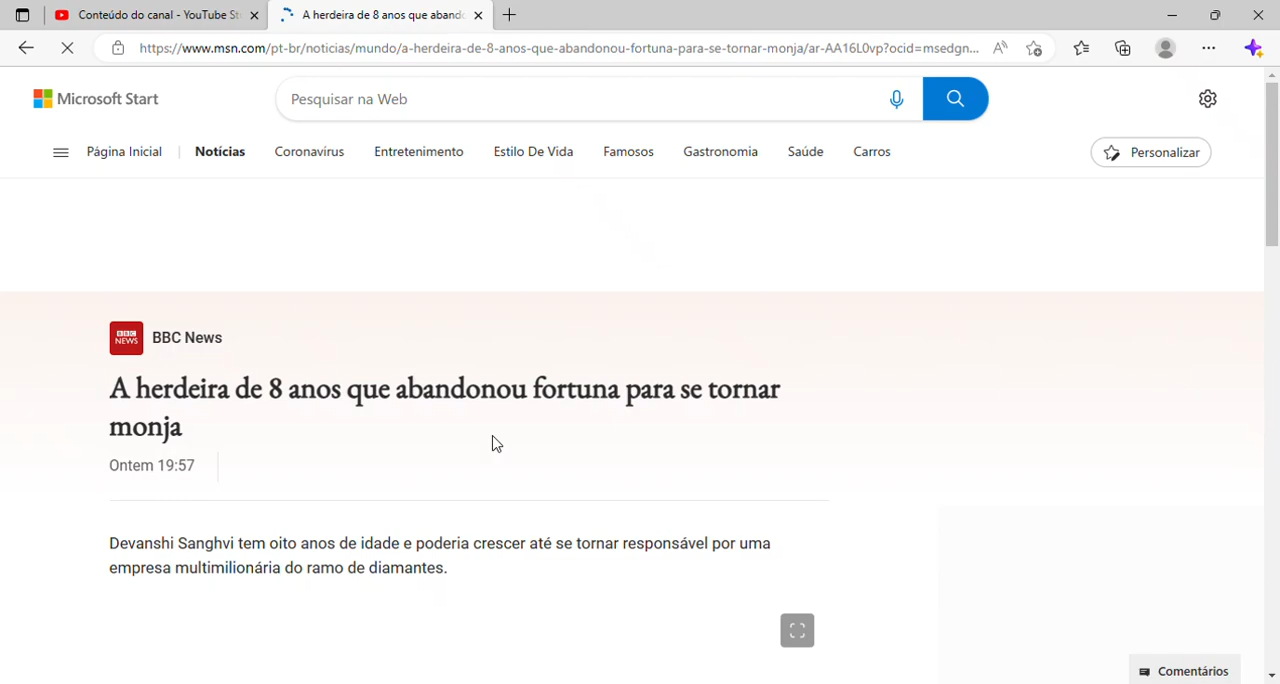 Conteúdo do canal - YouTube St
A herdeira de 8 anos que aband
https://www.msn.com/pt-br/noticias/mundo/a-herdeira-de-8-anos-que-abandonou-fortuna-para-se-tornar-monja/ar-AA16L0vp?ocid=msedgn...
Microsoft Start
Pesquisar na Web
Página Inicial
Notícias
Coronavírus
Entretenimento
Estilo De Vida
Famosos
Gastronomia
Saúde
Carros
Personalizar
BBC NEWS
BBC News
A herdeira de 8 anos que abandonou fortuna para se tornar
monja
Ontem 19:57
Devanshi Sanghvi tem oito anos de idade e poderia crescer até se tornar responsável por uma
empresa multimilionária do ramo de diamantes.
Comentários